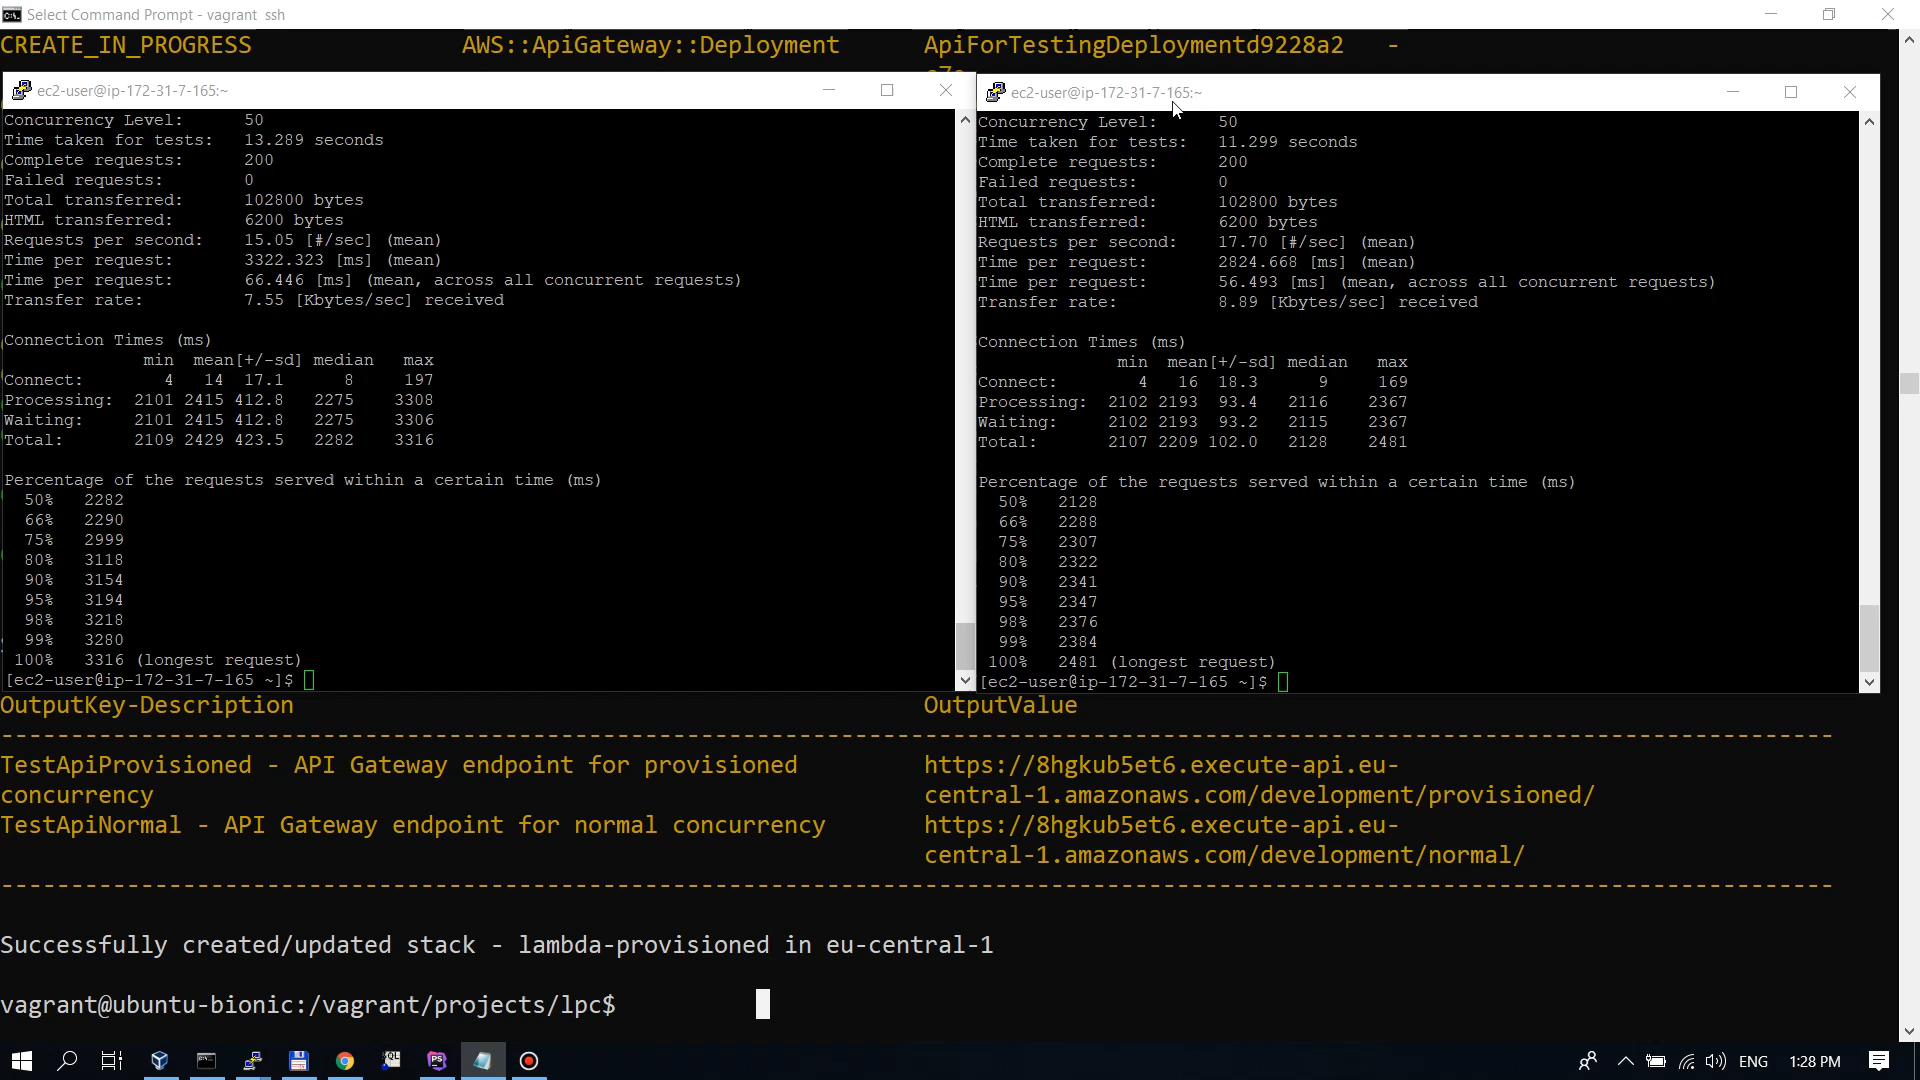 Select Command Prompt - vagrant  ssh
CREATE_IN_PROGRESS AWS::ApiGateway::Deployment ApiForTestingDeploymentd9228a2 -
ec2-user@ip-172-31-7-165:~
Concurrency Level: 50
Time taken for tests: 13.289 seconds
Complete requests: 200
Failed requests: 0
Total transferred: 102800 bytes
HTML transferred: 6200 bytes
Requests per second: 15.05 [#/sec] (mean)
Time per request: 3322.323 [ms] (mean)
Time per request: 66.446 [ms] (mean, across all concurrent requests)
Transfer rate: 7.55 [Kbytes/sec] received
Connection Times (ms)
min mean[+/-sd] median max
Connect: 4 14 17.1 8 197
Processing: 2101 2415 412.8 2275 3308
Waiting: 2101 2415 412.8 2275 3306
Total: 2109 2429 423.5 2282 3316
Percentage of the requests served within a certain time (ms)
50% 2282
66% 2290
75% 2999
80% 3118
90% 3154
95% 3194
98% 3218
99% 3280
100% 3316 (longest request)
[ec2-user@ip-172-31-7-165 ~]$
ec2-user@ip-172-31-7-165:~
Concurrency Level: 50
Time taken for tests: 11.299 seconds
Complete requests: 200
Failed requests: 0
Total transferred: 102800 bytes
HTML transferred: 6200 bytes
Requests per second: 17.70 [#/sec] (mean)
Time per request: 2824.668 [ms] (mean)
Time per request: 56.493 [ms] (mean, across all concurrent requests)
Transfer rate: 8.89 [Kbytes/sec] received
Connection Times (ms)
min mean[+/-sd] median max
Connect: 4 16 18.3 9 169
Processing: 2102 2193 93.4 2116 2367
Waiting: 2102 2193 93.2 2115 2367
Total: 2107 2209 102.0 2128 2481
Percentage of the requests served within a certain time (ms)
50% 2128
66% 2288
75% 2307
80% 2322
90% 2341
95% 2347
98% 2376
99% 2384
100% 2481 (longest request)
[ec2-user@ip-172-31-7-165 ~]$
OutputKey-Description OutputValue
--------------------------------------------------------------------------------------------------------------------------------
TestApiProvisioned - API Gateway endpoint for provisioned https://8hgkub5et6.execute-api.eu-
concurrency central-1.amazonaws.com/development/provisioned/
TestApiNormal - API Gateway endpoint for normal concurrency https://8hgkub5et6.execute-api.eu-
central-1.amazonaws.com/development/normal/
--------------------------------------------------------------------------------------------------------------------------------
Successfully created/updated stack - lambda-provisioned in eu-central-1
vagrant@ubuntu-bionic:/vagrant/projects/lpc$
ENG 1:28 PM